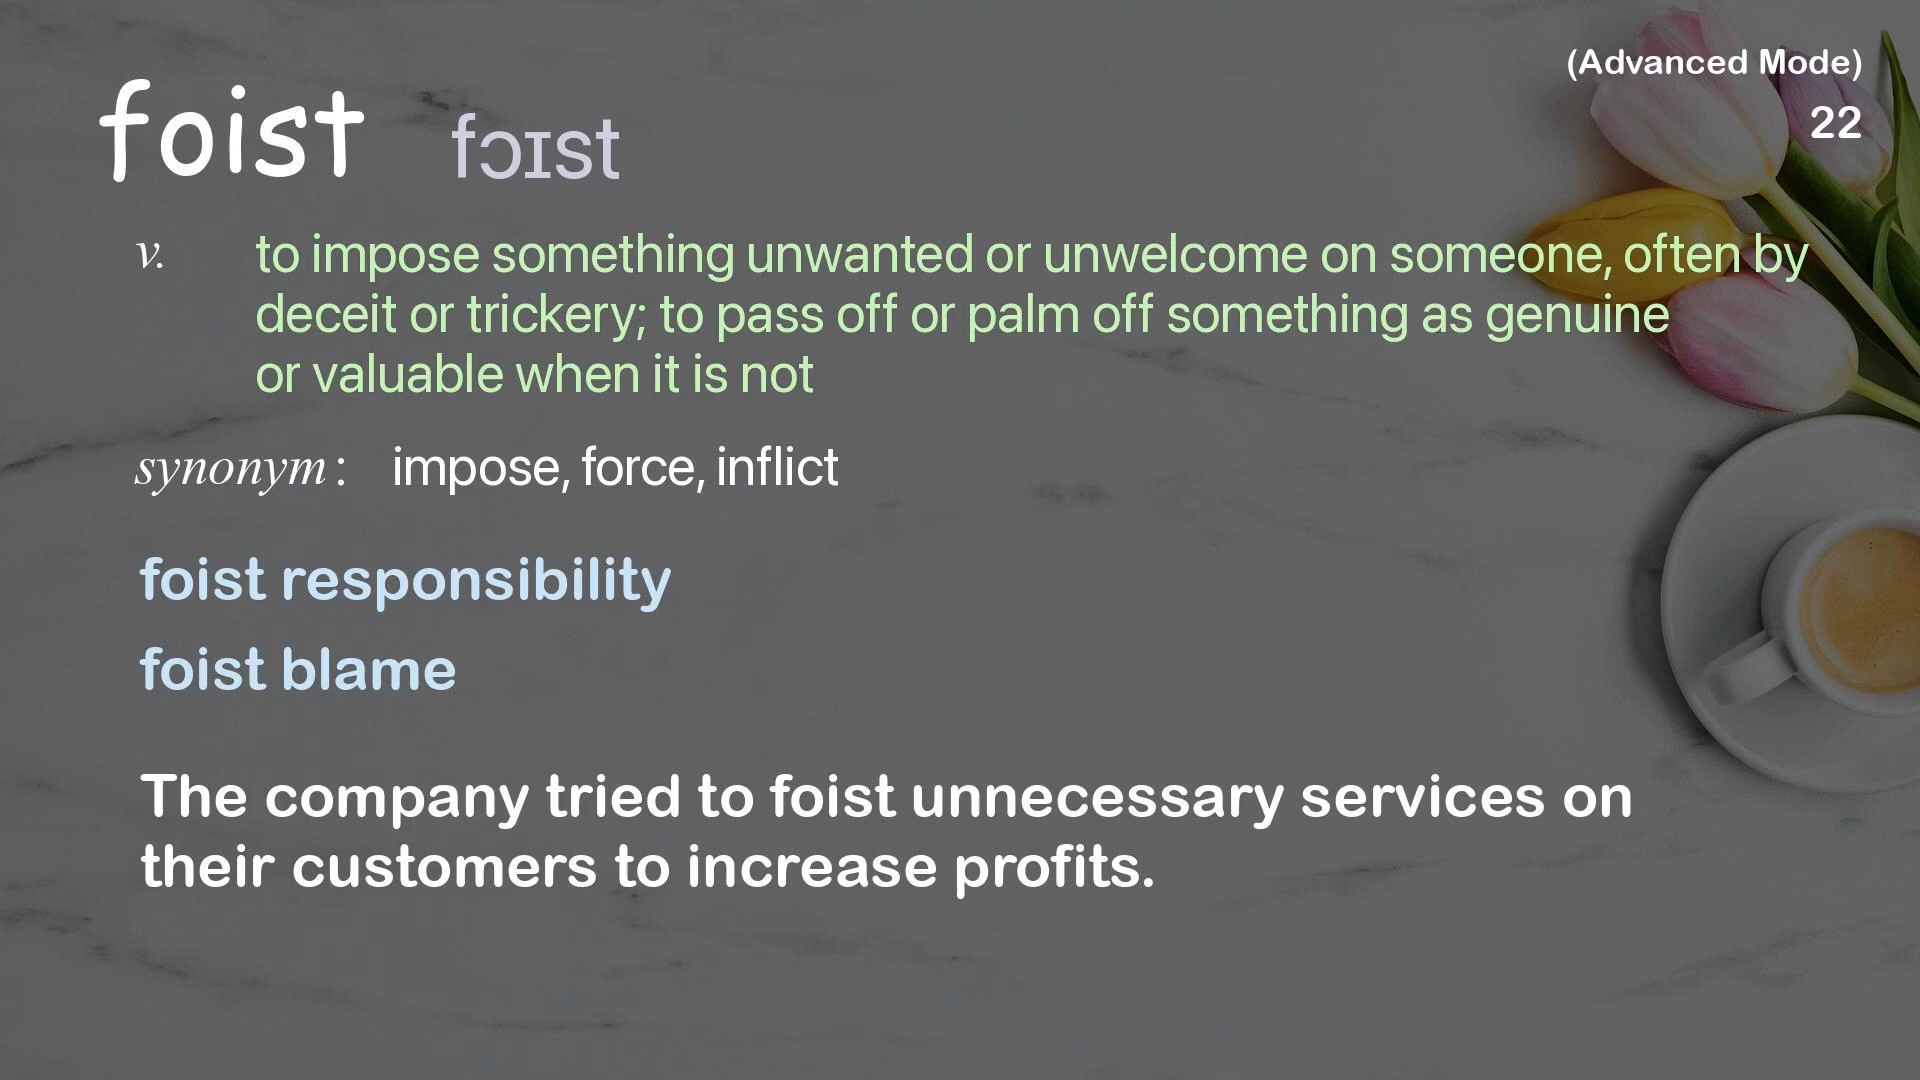 (Advanced Mode)
22
foist fɔɪst
v. to impose something unwanted or unwelcome on someone, often by
deceit or trickery; to pass off or palm off something as genuine
or valuable when it is not
synonym: impose, force, inflict
foist responsibility
foist blame
The company tried to foist unnecessary services on
their customers to increase profits.